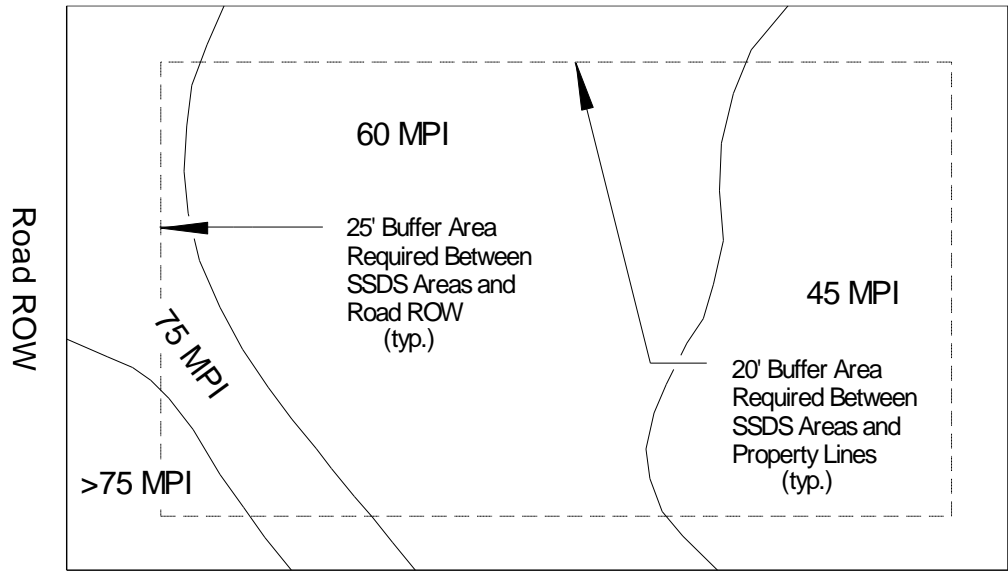 60 MPI
Road ROW
25' Buffer Area
Required Between
SSDS Areas and
Road ROW
(typ.)
45 MPI
75 MPI
20' Buffer Area
Required Between
SSDS Areas and
Property Lines
(typ.)
>75 MPI